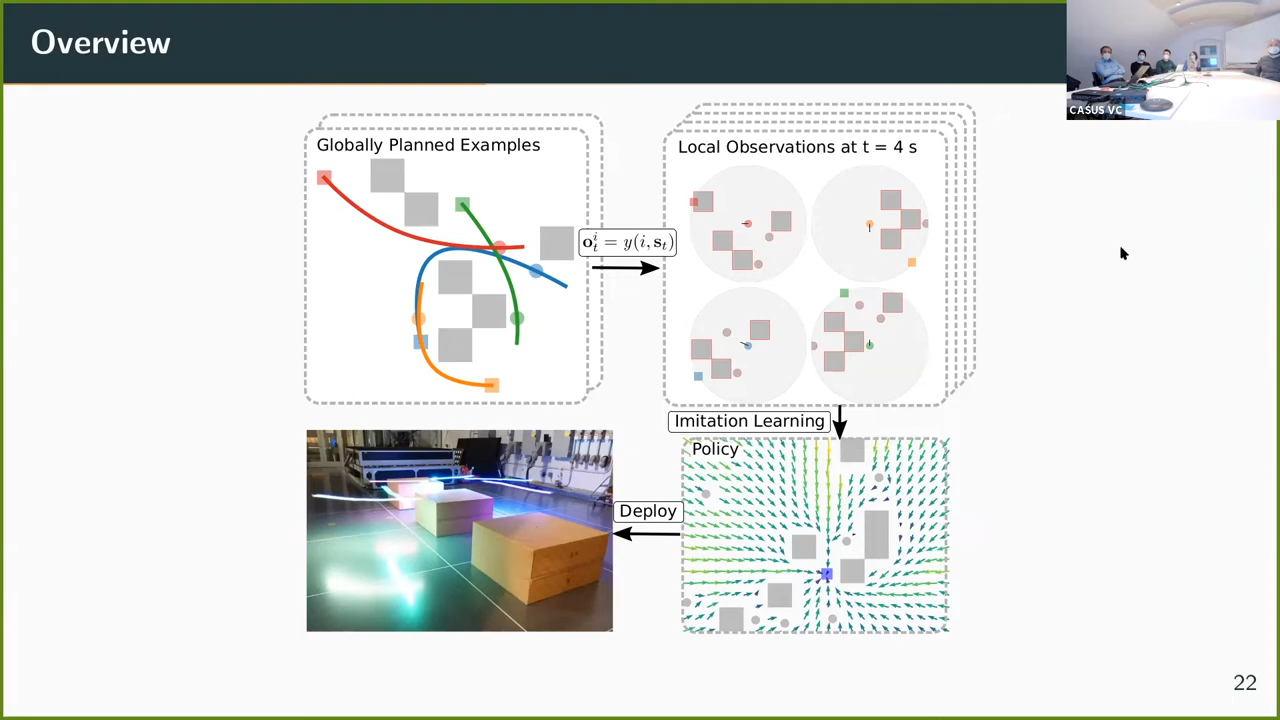 Overview
CASUS VC
Globally Planned Examples
Local Observations at t = 4 s
o_t^i = y(i, s_t)
Imitation Learning
Policy
Deploy
22